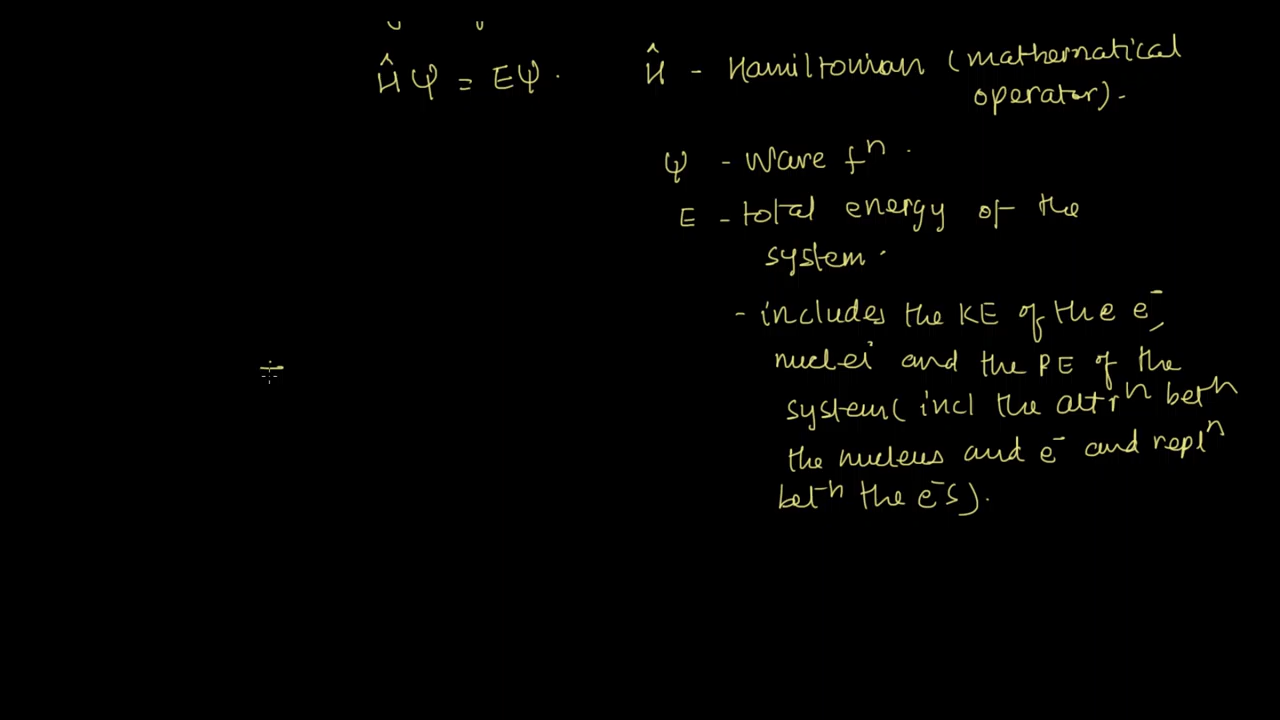 Ĥψ = Eψ.
Ĥ - Hamiltonian (mathematical
operator).
ψ - Wave fⁿ.
E - total energy of the
system.
- includes the KE of the e⁻,
nuclei and the PE of the
system( incl the attrⁿ betⁿ
the nucleus and e⁻ and replⁿ
betⁿ the e⁻s).